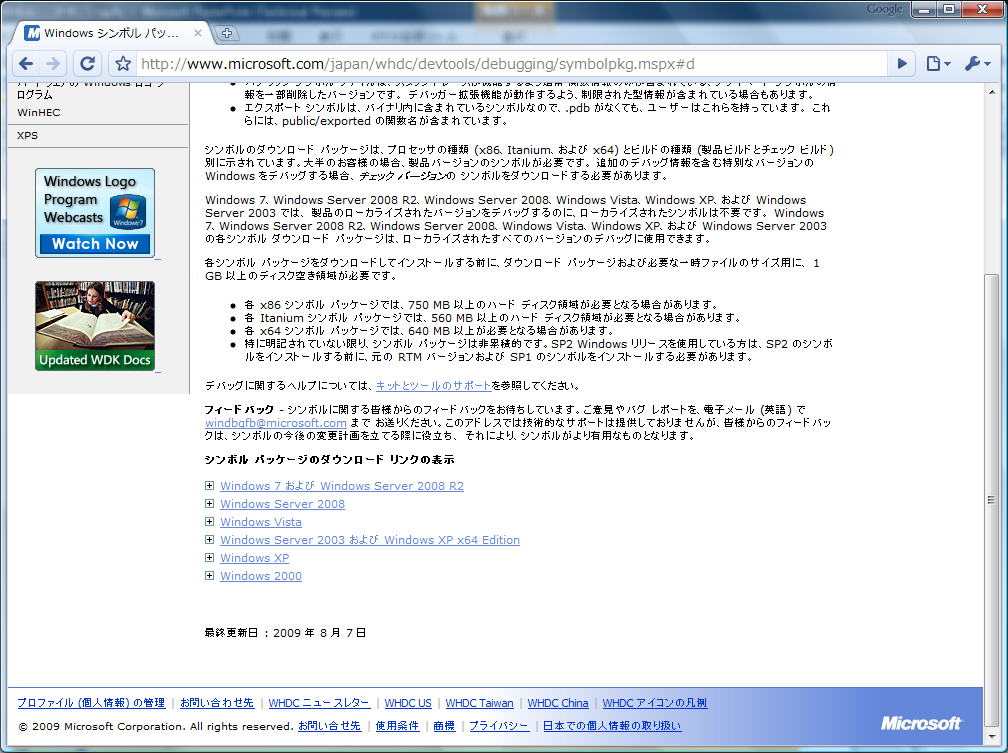 Google
Windows シンボル パッ...
http://www.microsoft.com/japan/whdc/devtools/debugging/symbolpkg.mspx#d
ログラム
WinHEC
XPS
Windows Logo
Program
Webcasts
Windows 7
Watch Now
Updated WDK Docs
報を一部削除したバージョンです。 デバッガー拡張機能が動作するよう、制限された型情報が含まれている場合もあります。
エクスポート シンボルは、バイナリ内に含まれているシンボルなので、.pdb がなくても、ユーザーはこれらを持っています。 これ
らには、public/exported の関数名が含まれています。
シンボルのダウンロード パッケージは、プロセッサの種類 (x86、Itanium、および x64) とビルドの種類 (製品ビルドとチェック ビルド)
別に示されています。大半のお客様の場合、製品バージョンのシンボルが必要です。 追加のデバッグ情報を含む特別なバージョンの
Windows をデバッグする場合、チェック バージョンの シンボルをダウンロードする必要があります。
Windows 7、Windows Server 2008 R2、Windows Server 2008、Windows Vista、Windows XP、および Windows
Server 2003 では、製品のローカライズされたバージョンをデバッグするのに、ローカライズされたシンボルは不要です。 Windows
7、Windows Server 2008 R2、Windows Server 2008、Windows Vista、Windows XP、および Windows Server 2003
の各シンボル ダウンロード パッケージは、ローカライズされたすべてのバージョンのデバッグに使用できます。
各シンボル パッケージをダウンロードしてインストールする前に、ダウンロード パッケージおよび必要な一時ファイルのサイズ用に、 1
GB 以上のディスク空き領域が必要です。
各 x86 シンボル パッケージでは、750 MB 以上のハード ディスク領域が必要となる場合があります。
各 Itanium シンボル パッケージでは、560 MB 以上のハード ディスク領域が必要となる場合があります。
各 x64 シンボル パッケージでは、640 MB 以上が必要となる場合があります。
特に明記されていない限り、シンボル パッケージは非累積的です。SP2 Windows リリースを使用している方は、SP2 のシンボ
ルをインストールする前に、元の RTM バージョンおよび SP1 のシンボルをインストールする必要があります。
デバッグに関するヘルプについては、キットとツールのサポートを参照してください。
フィードバック - シンボルに関する皆様からのフィードバックをお待ちしています。ご意見やバグ レポートを、電子メール (英語) で
windbgfb@microsoft.com まで お送りください。このアドレスでは技術的なサポートは提供しておりませんが、皆様からのフィードバッ
クは、シンボルの今後の変更計画を立てる際に役立ち、 それにより、シンボルがより有用なものとなります。
シンボル パッケージのダウンロード リンクの表示
Windows 7 および Windows Server 2008 R2
Windows Server 2008
Windows Vista
Windows Server 2003 および Windows XP x64 Edition
Windows XP
Windows 2000
最終更新日 : 2009 年 8 月 7 日
プロファイル (個人情報) の管理 | お問い合わせ先 | WHDC ニュースレター | WHDC US | WHDC Taiwan | WHDC China | WHDC アイコンの凡例
© 2009 Microsoft Corporation. All rights reserved. お問い合せ先 | 使用条件 | 商標 | プライバシー | 日本での個人情報の取り扱い
Microsoft